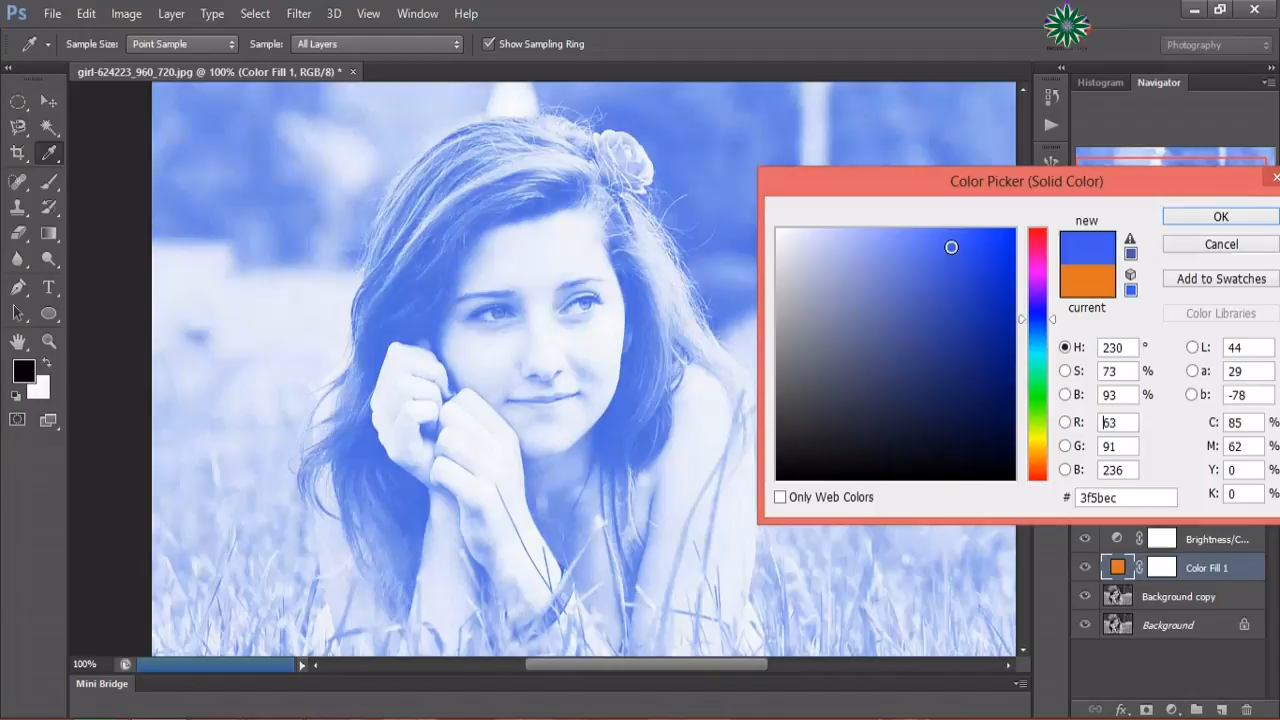 Ps File Edit Image Layer Type Select Filter 3D View Window Help
Sample Size: Point Sample Sample: All Layers Show Sampling Ring
Photography
girl-624223_960_720.jpg @ 100% (Color Fill 1, RGB/8) * ×
Histogram Navigator
Color Picker (Solid Color)
new
OK
Cancel
Add to Swatches
current
Color Libraries
H: 230 ° L: 44
S: 73 % a: 29
B: 93 % b: -78
R: 63 C: 85 %
G: 91 M: 62 %
B: 236 Y: 0 %
Only Web Colors # 3f5bec K: 0 %
Brightness/C...
Color Fill 1
Background copy
Background
100%
Mini Bridge